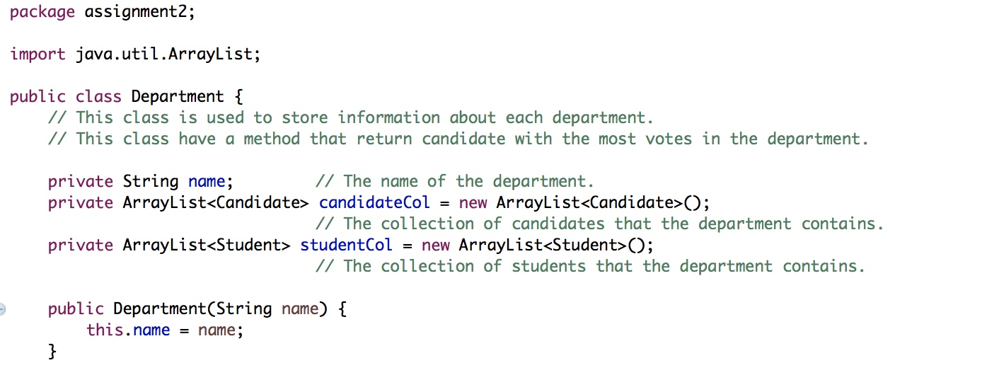 package assignment2;
import java.util.ArrayList;
public class Department {
// This class is used to store information about each department.
// This class have a method that return candidate with the most votes in the department.
private String name; // The name of the department.
private ArrayList<Candidate> candidateCol = new ArrayList<Candidate>();
// The collection of candidates that the department contains.
private ArrayList<Student> studentCol = new ArrayList<Student>();
// The collection of students that the department contains.
public Department(String name) {
this.name = name;
}